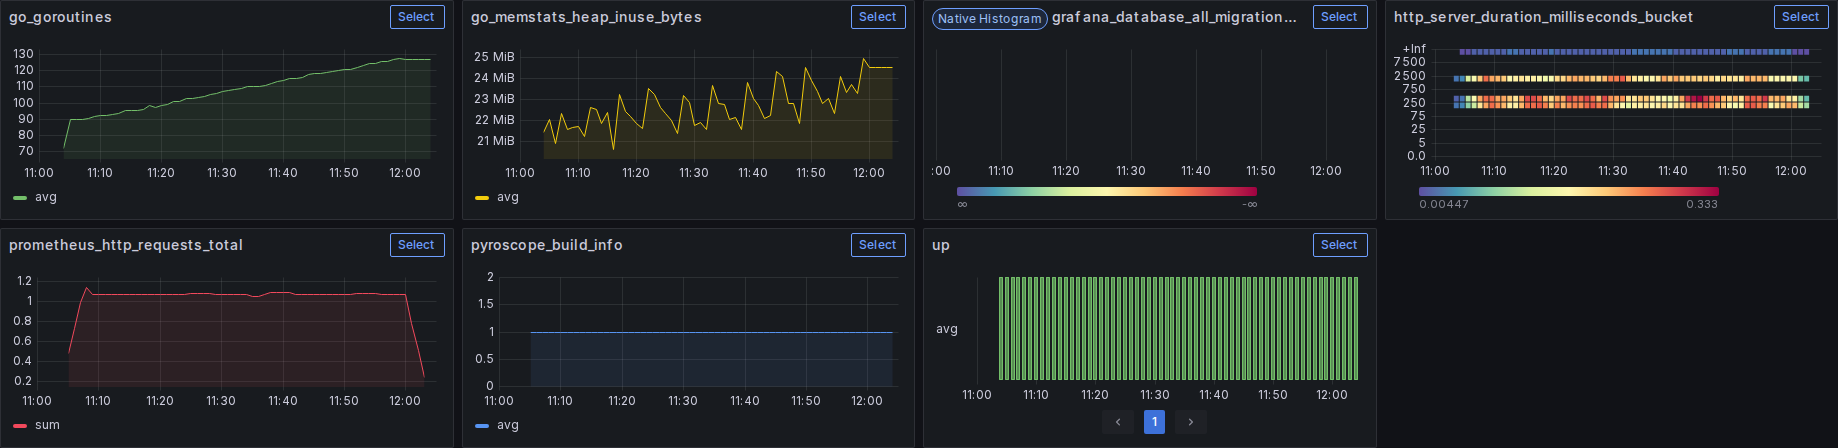 go_goroutines
Select
130
120
110
100
90
80
70
11:00 11:10 11:20 11:30 11:40 11:50 12:00
avg
go_memstats_heap_inuse_bytes
Select
25 MiB
24 MiB
23 MiB
22 MiB
21 MiB
11:00 11:10 11:20 11:30 11:40 11:50 12:00
avg
Native Histogram grafana_database_all_migration...
Select
:00 11:10 11:20 11:30 11:40 11:50 12:00
∞ -∞
http_server_duration_milliseconds_bucket
Select
+Inf
7500
2500
750
250
75
25
5
0.0
11:00 11:10 11:20 11:30 11:40 11:50 12:00
0.00447 0.333
prometheus_http_requests_total
Select
1.2
1
0.8
0.6
0.4
0.2
11:00 11:10 11:20 11:30 11:40 11:50 12:00
sum
pyroscope_build_info
Select
2
1.5
1
0.5
0
11:00 11:10 11:20 11:30 11:40 11:50 12:00
avg
up
Select
avg
11:00 11:10 11:20 11:30 11:40 11:50 12:00
1